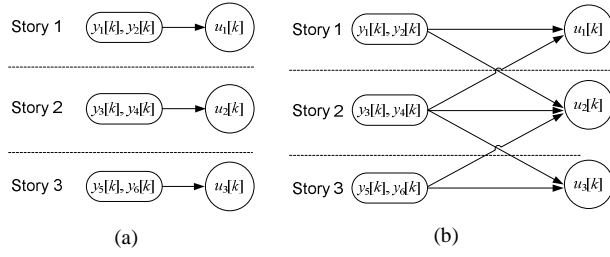 Story 1 y₁[k], y₂[k] u₁[k]
Story 2 y₃[k], y₄[k] u₂[k]
Story 3 y₅[k], y₆[k] u₃[k]
(a)
Story 1 y₁[k], y₂[k] u₁[k]
Story 2 y₃[k], y₄[k] u₂[k]
Story 3 y₅[k], y₆[k] u₃[k]
(b)